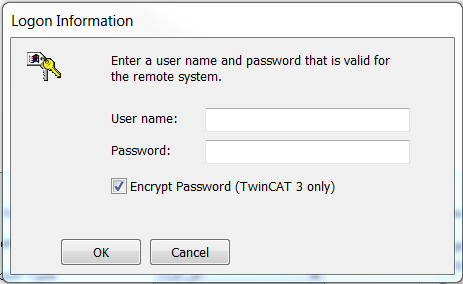 Logon Information
Enter a user name and password that is valid for
the remote system.
User name:
Password:
Encrypt Password (TwinCAT 3 only)
OK
Cancel